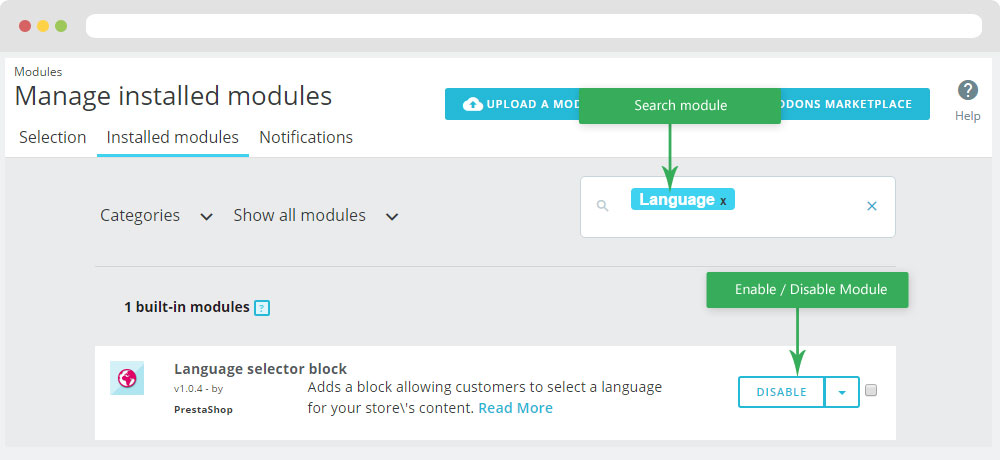 Modules
Manage installed modules
UPLOAD A MOD
Search module
DDONS MARKETPLACE
?
Help
Selection
Installed modules
Notifications
Categories
Show all modules
Language x
×
Enable / Disable Module
1 built-in modules ?
Language selector block
v1.0.4 - by
PrestaShop
Adds a block allowing customers to select a language
for your store\'s content. Read More
DISABLE